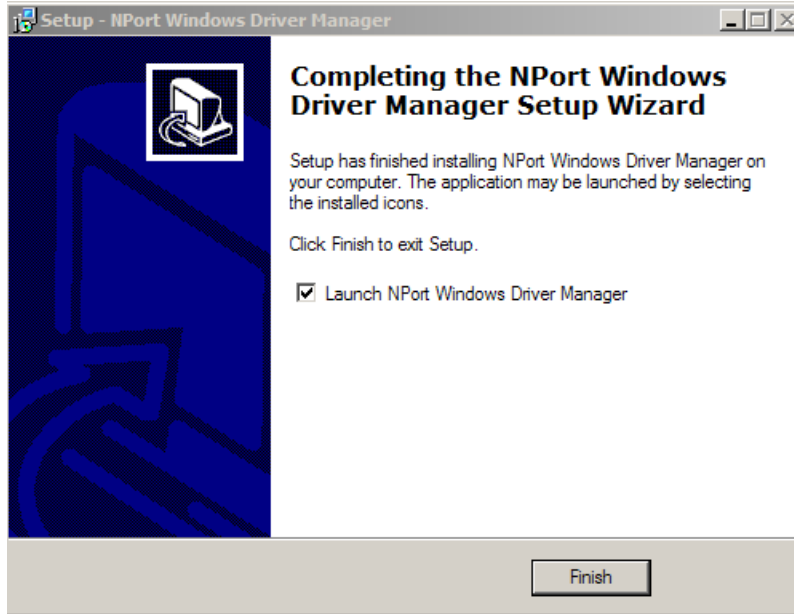 Setup - NPort Windows Driver Manager
Completing the NPort Windows
Driver Manager Setup Wizard
Setup has finished installing NPort Windows Driver Manager on
your computer. The application may be launched by selecting
the installed icons.
Click Finish to exit Setup.
Launch NPort Windows Driver Manager
Finish